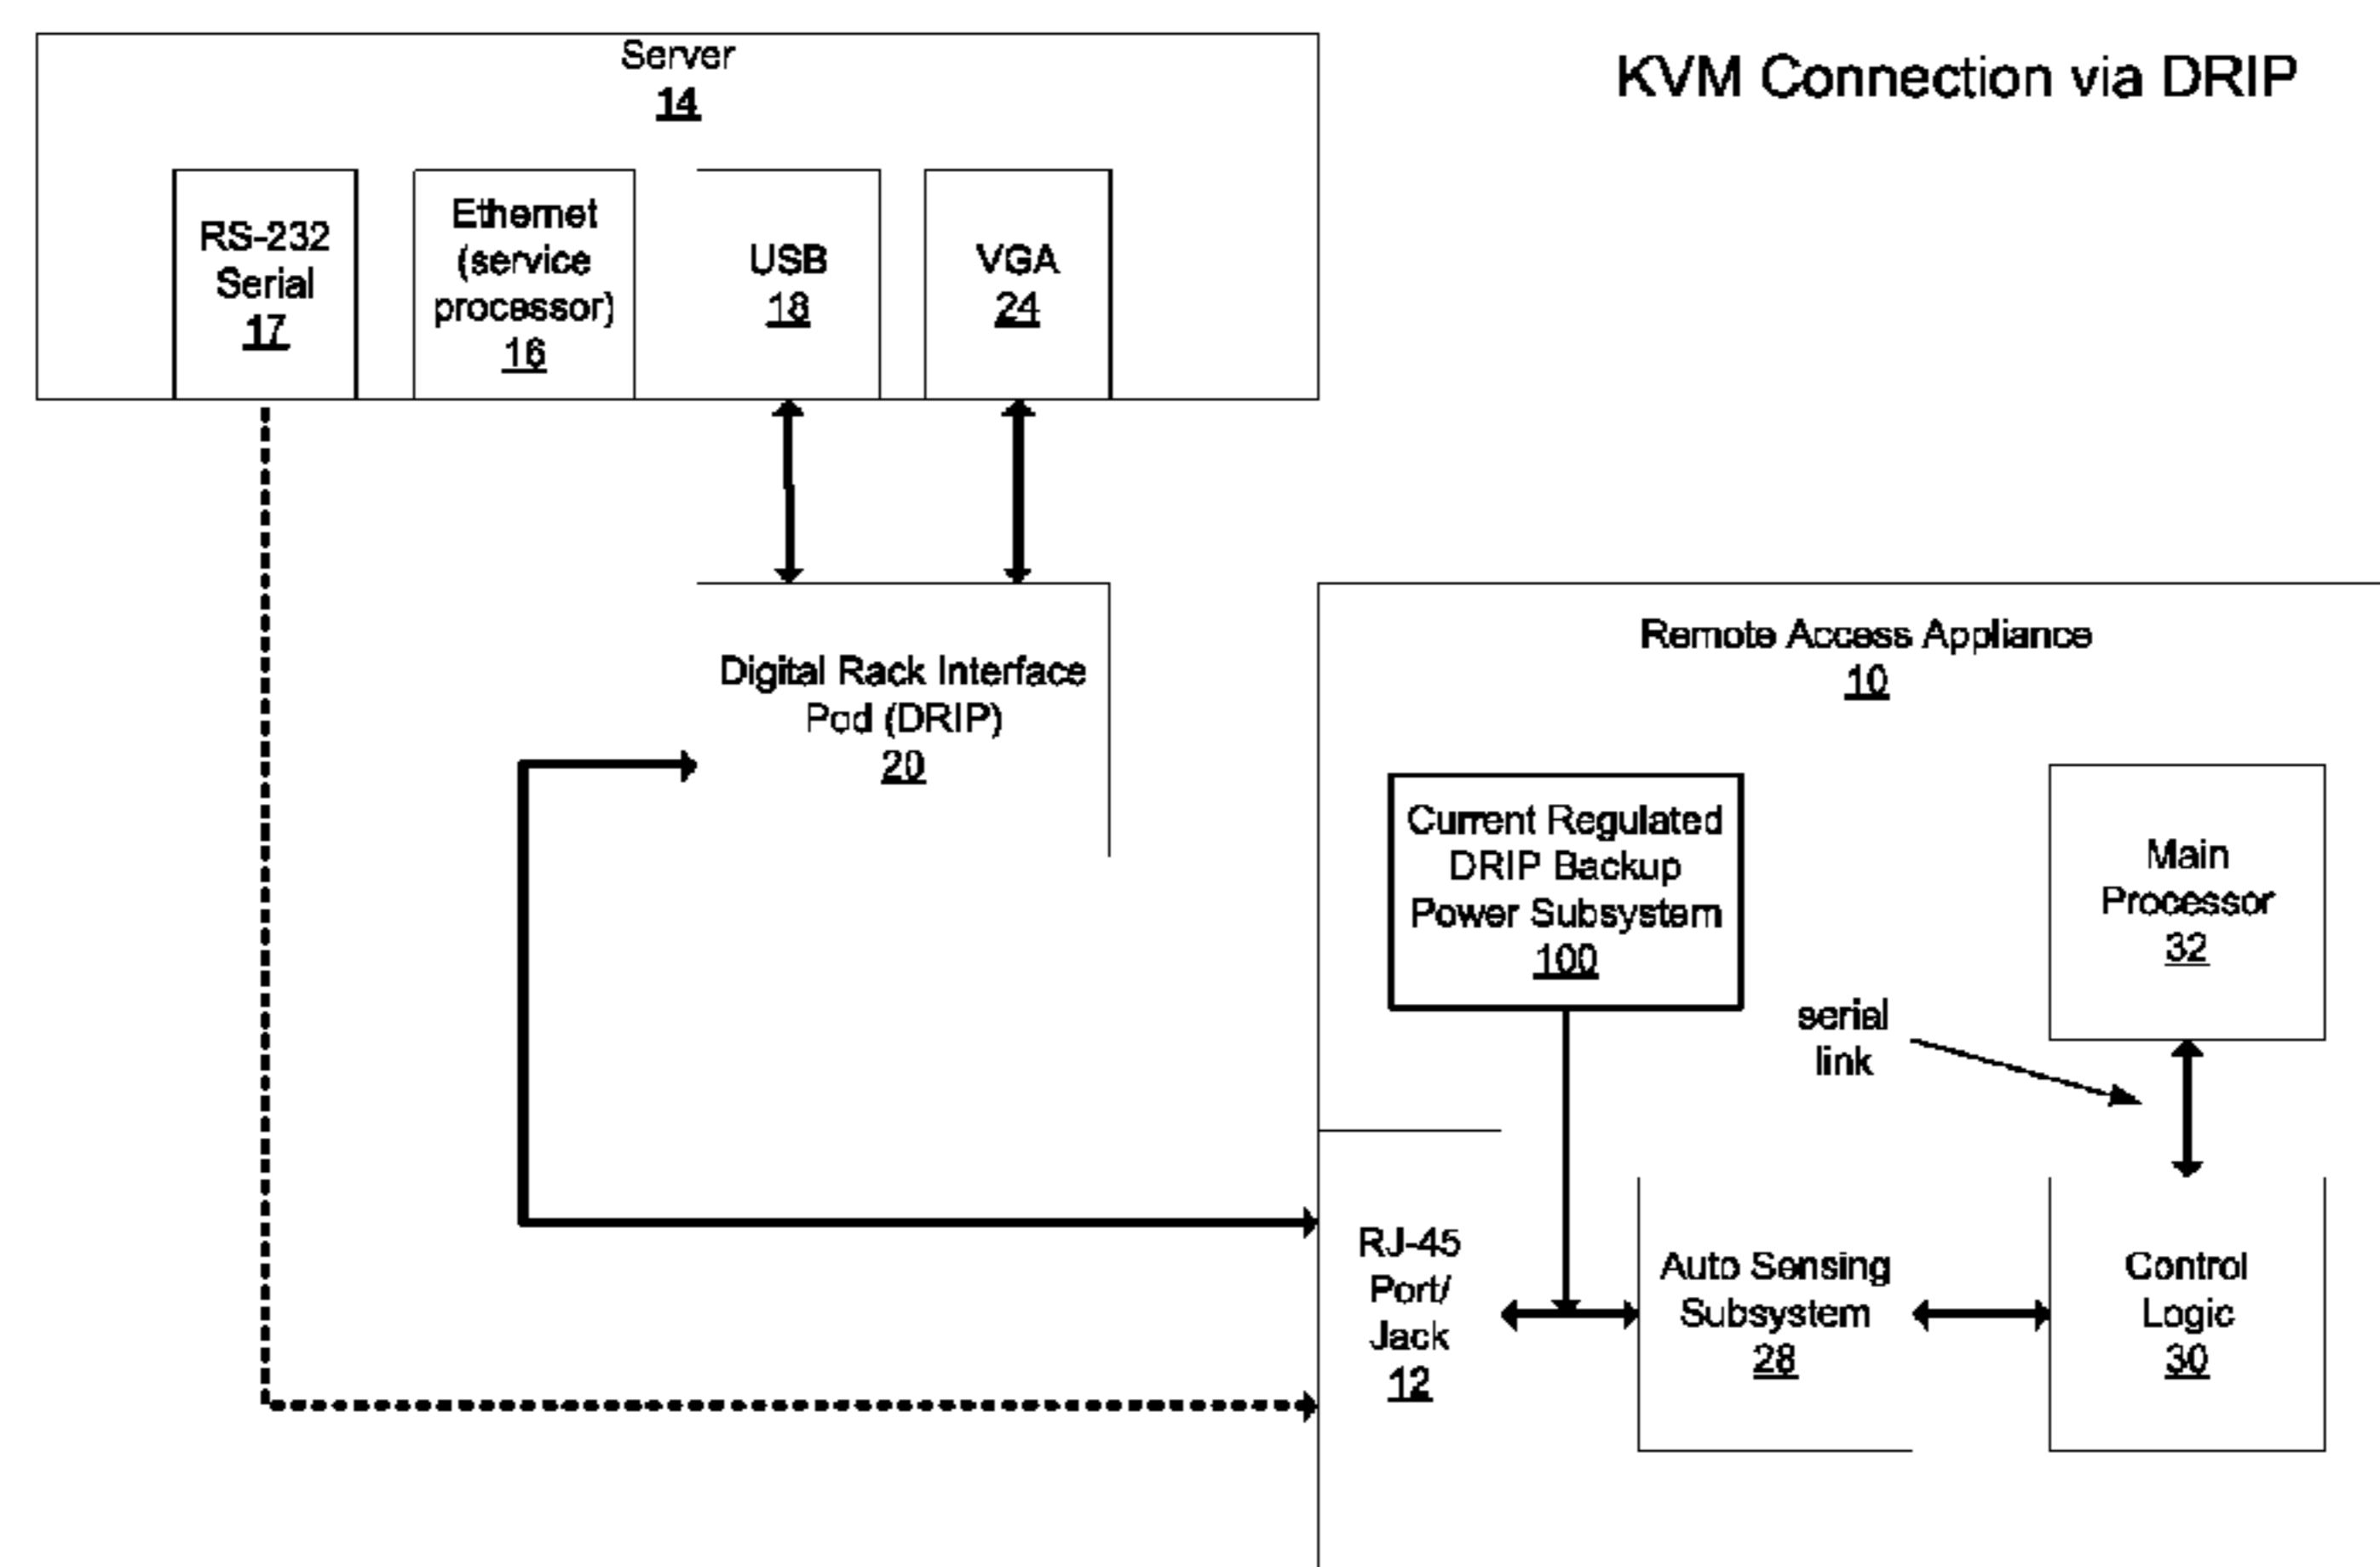 Server
14
KVM Connection via DRIP
RS-232
Serial
17
Ethernet
(service
processor)
16
USB
18
VGA
24
Digital Rack Interface
Pod (DRIP)
20
Remote Access Appliance
10
Current Regulated
DRIP Backup
Power Subsystem
100
Main
Processor
32
serial
link
RJ-45
Port/
Jack
12
Auto Sensing
Subsystem
28
Control
Logic
30